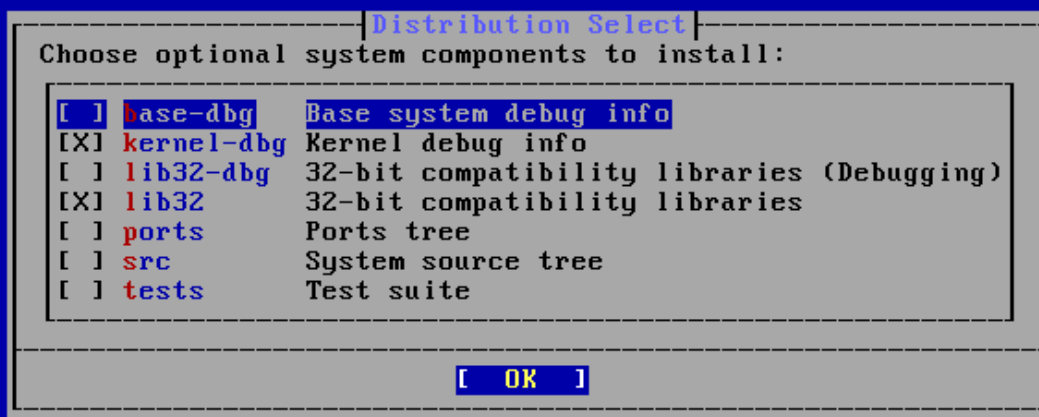 Distribution Select
Choose optional system components to install:
[ ] base-dbg Base system debug info
[X] kernel-dbg Kernel debug info
[ ] lib32-dbg 32-bit compatibility libraries (Debugging)
[X] lib32 32-bit compatibility libraries
[ ] ports Ports tree
[ ] src System source tree
[ ] tests Test suite
[ OK ]